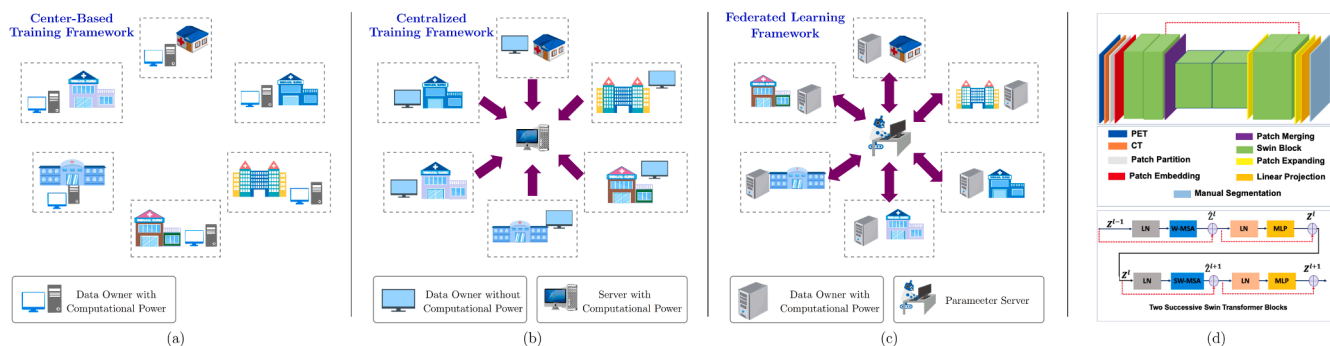 Center-Based
Training Framework
Data Owner with
Computational Power
(a)
Centralized
Training Framework
Data Owner without
Computational Power
Server with
Computational Power
(b)
Federated Learning
Framework
Data Owner with
Computational Power
Parameeter Server
(c)
PET
CT
Patch Partition
Patch Embedding
Patch Merging
Swin Block
Patch Expanding
Linear Projection
Manual Segmentation
Z^{l-1} LN W-MSA ẑ^l LN MLP Z^l
Z^l LN SW-MSA ẑ^{l+1} LN MLP Z^{l+1}
Two Successive Swin Transformer Blocks
(d)